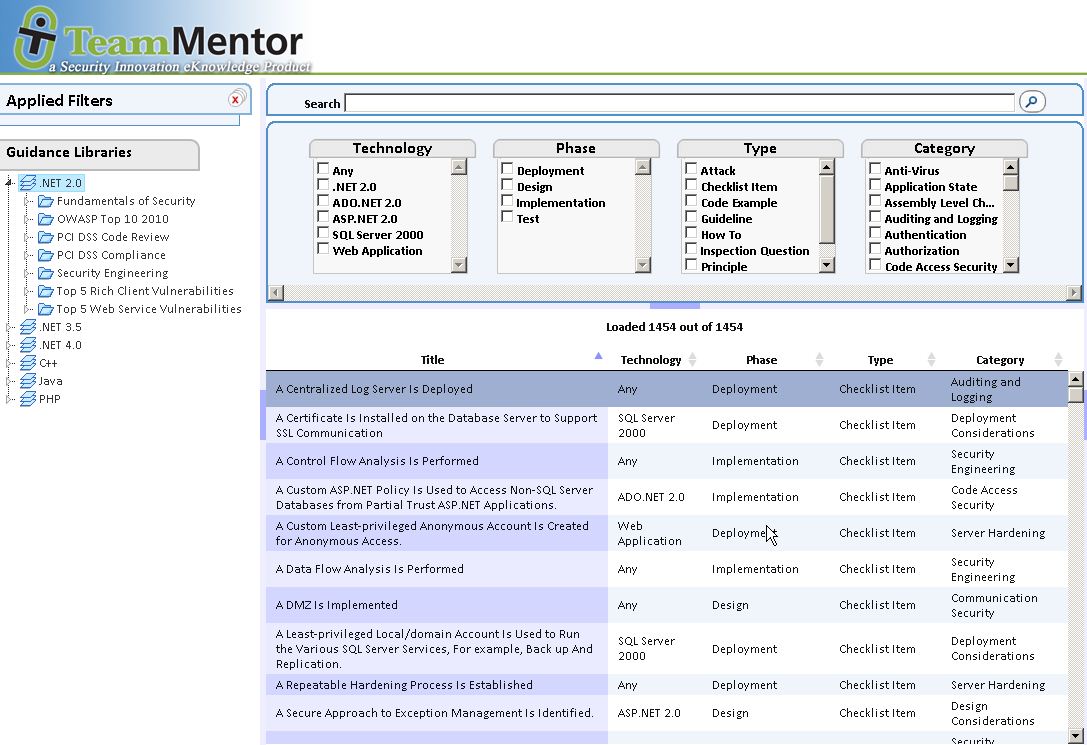 TeamMentor
a Security Innovation eKnowledge Product
Applied Filters
Guidance Libraries
.NET 2.0
Fundamentals of Security
OWASP Top 10 2010
PCI DSS Code Review
PCI DSS Compliance
Security Engineering
Top 5 Rich Client Vulnerabilities
Top 5 Web Service Vulnerabilities
.NET 3.5
.NET 4.0
C++
Java
PHP
Search
Technology
Any
.NET 2.0
ADO.NET 2.0
ASP.NET 2.0
SQL Server 2000
Web Application
Phase
Deployment
Design
Implementation
Test
Type
Attack
Checklist Item
Code Example
Guideline
How To
Inspection Question
Principle
Category
Anti-Virus
Application State
Assembly Level Ch...
Auditing and Logging
Authentication
Authorization
Code Access Security
Loaded 1454 out of 1454
Title Technology Phase Type Category
A Centralized Log Server Is Deployed Any Deployment Checklist Item Auditing and
Logging
A Certificate Is Installed on the Database Server to Support SQL Server Deployment Checklist Item Deployment
SSL Communication 2000 Considerations
A Control Flow Analysis Is Performed Any Implementation Checklist Item Security
Engineering
A Custom ASP.NET Policy Is Used to Access Non-SQL Server ADO.NET 2.0 Implementation Checklist Item Code Access
Databases from Partial Trust ASP.NET Applications. Security
A Custom Least-privileged Anonymous Account Is Created Web Deployment Checklist Item Server Hardening
for Anonymous Access. Application
A Data Flow Analysis Is Performed Any Implementation Checklist Item Security
Engineering
A DMZ Is Implemented Any Design Checklist Item Communication
Security
A Least-privileged Local/domain Account Is Used to Run SQL Server Deployment Checklist Item Deployment
the Various SQL Server Services, For example, Back up And 2000 Considerations
Replication.
A Repeatable Hardening Process Is Established Any Deployment Checklist Item Server Hardening
A Secure Approach to Exception Management Is Identified. ASP.NET 2.0 Design Checklist Item Design
Considerations
Security